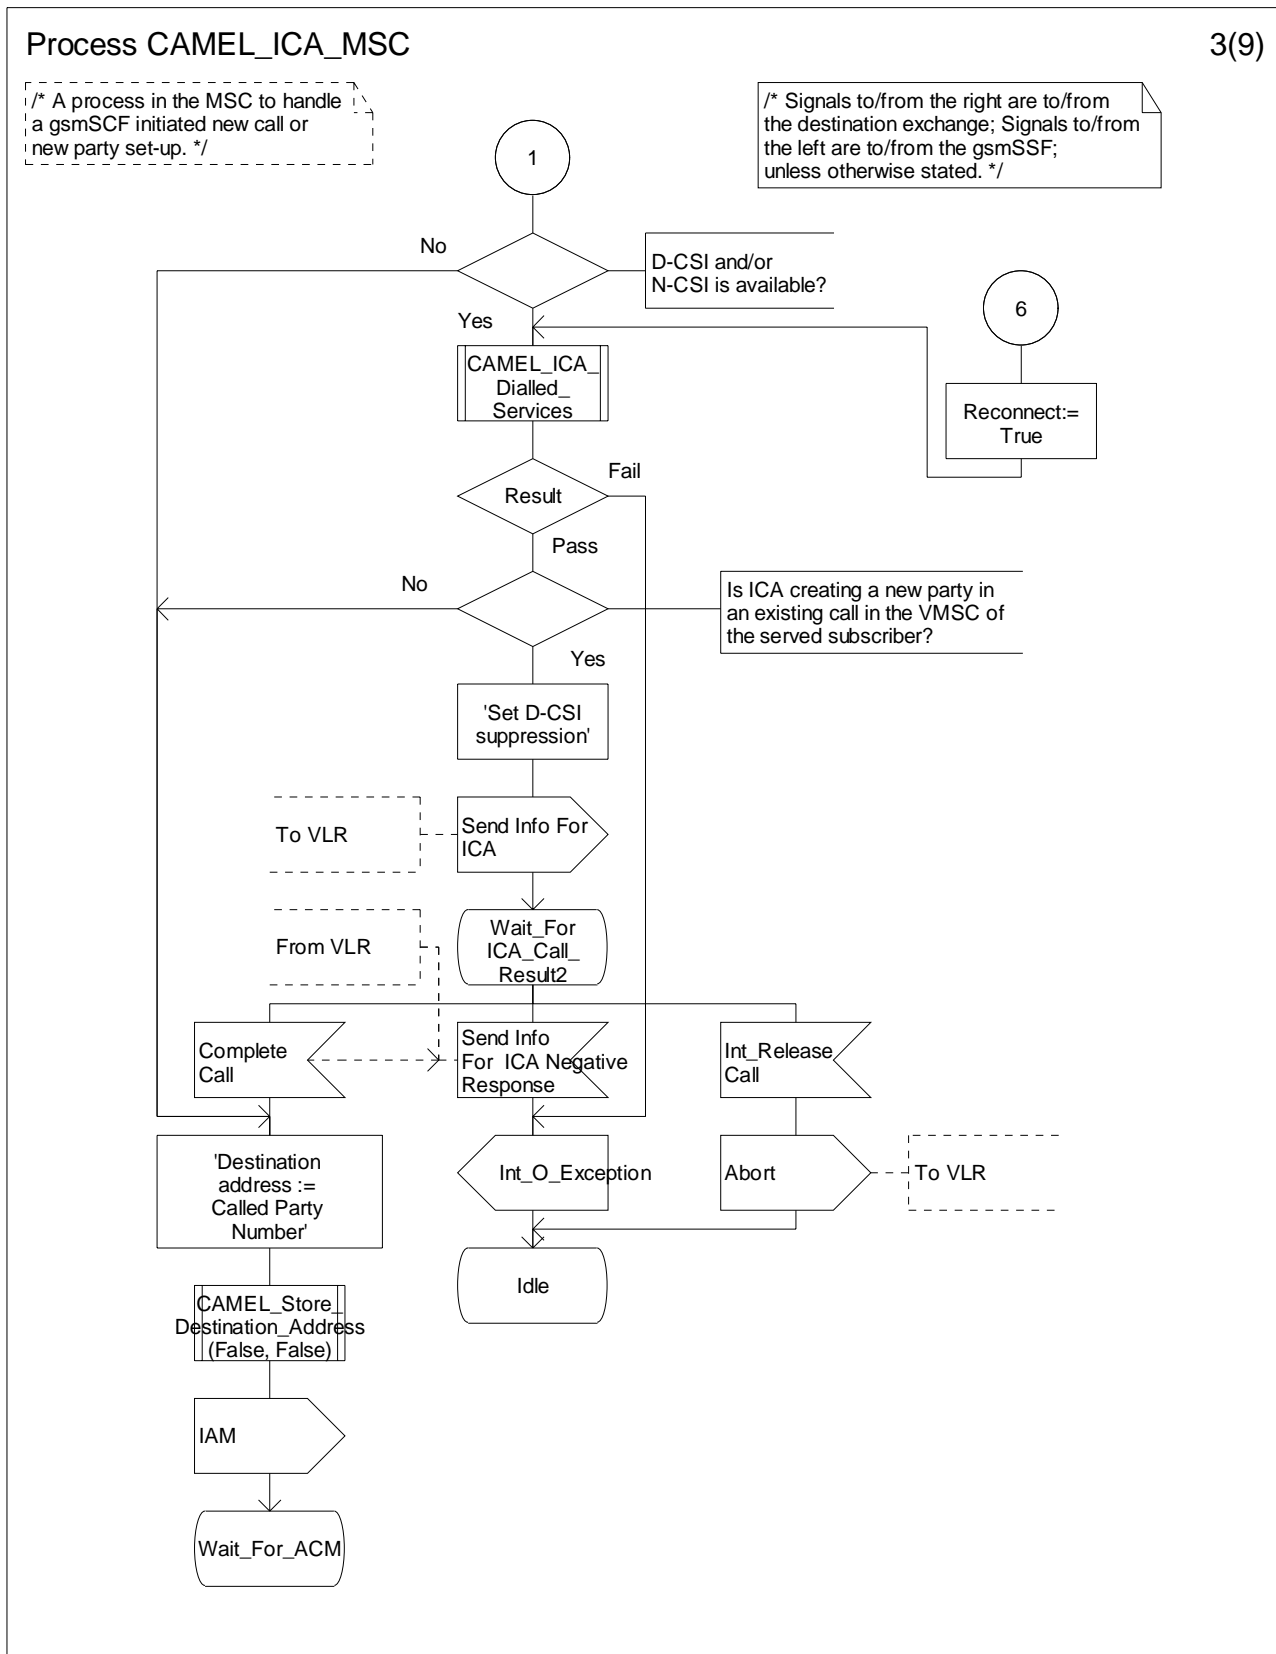 Process CAMEL_ICA_MSC
3(9)
/* A process in the MSC to handle
a gsmSCF initiated new call or
new party set-up. */
/* Signals to/from the right are to/from
the destination exchange; Signals to/from
the left are to/from the gsmSSF;
unless otherwise stated. */
1
No
D-CSI and/or
N-CSI is available?
6
Yes
CAMEL_ICA_
Dialled_
Services
Reconnect:=
True
Fail
Result
Pass
No
Is ICA creating a new party in
an existing call in the VMSC of
the served subscriber?
Yes
'Set D-CSI
suppression'
To VLR
Send Info For
ICA
From VLR
Wait_For
ICA_Call_
Result2
Complete
Call
Send Info
For ICA Negative
Response
Int_Release
Call
'Destination
address :=
Called Party
Number'
Int_O_Exception
Abort
To VLR
Idle
CAMEL_Store_
Destination_Address
(False, False)
IAM
Wait_For_ACM